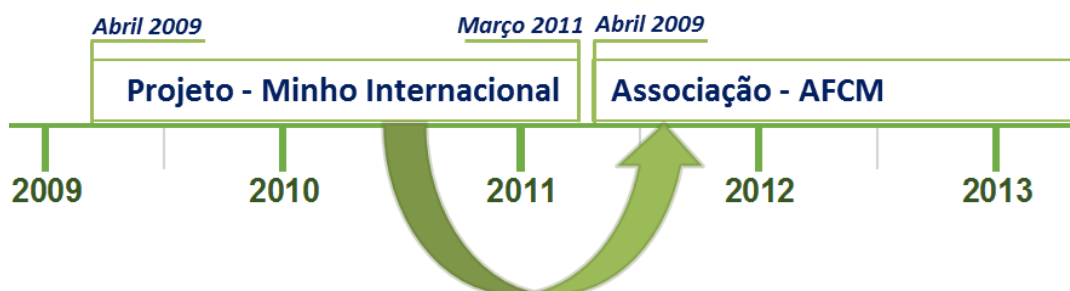 Abril 2009 Março 2011 Abril 2009
Projeto - Minho Internacional Associação - AFCM
2009 2010 2011 2012 2013